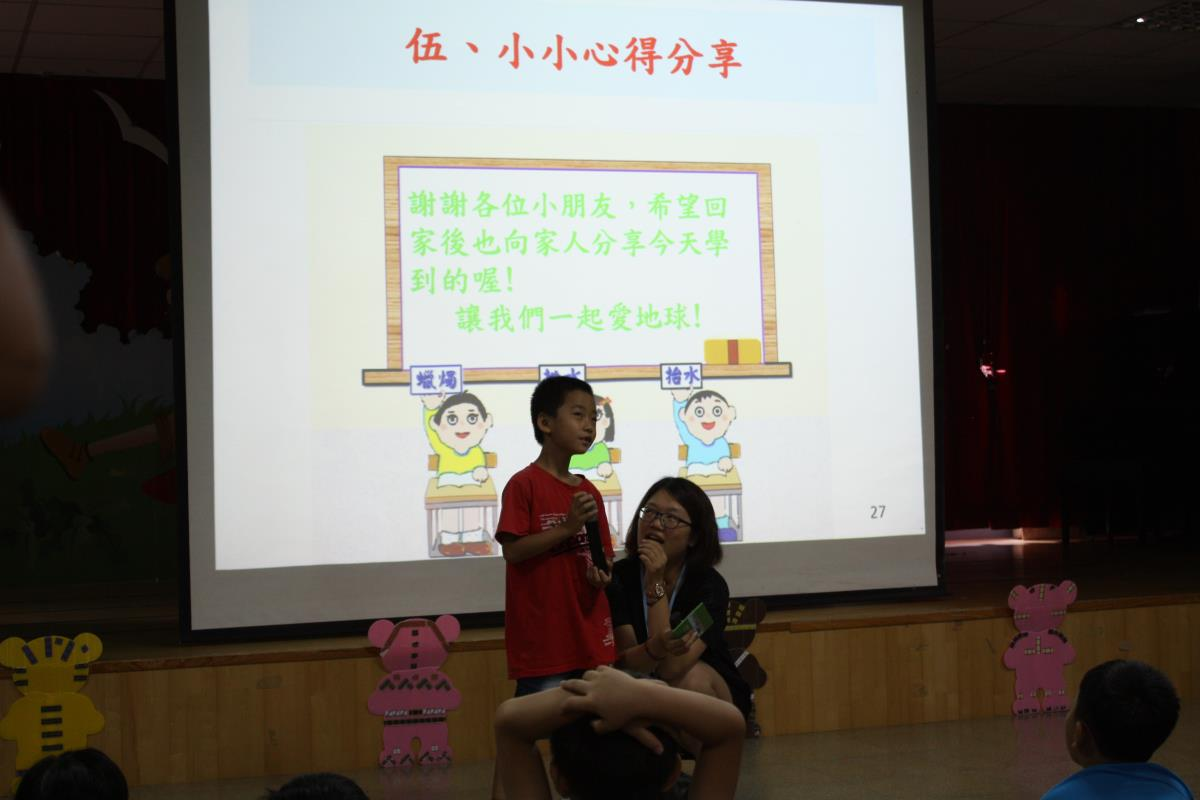 伍、小小心得分享
謝謝各位小朋友，希望回
家後也向家人分享今天學
到的喔！
讓我們一起愛地球！
蠟燭
抬水
27